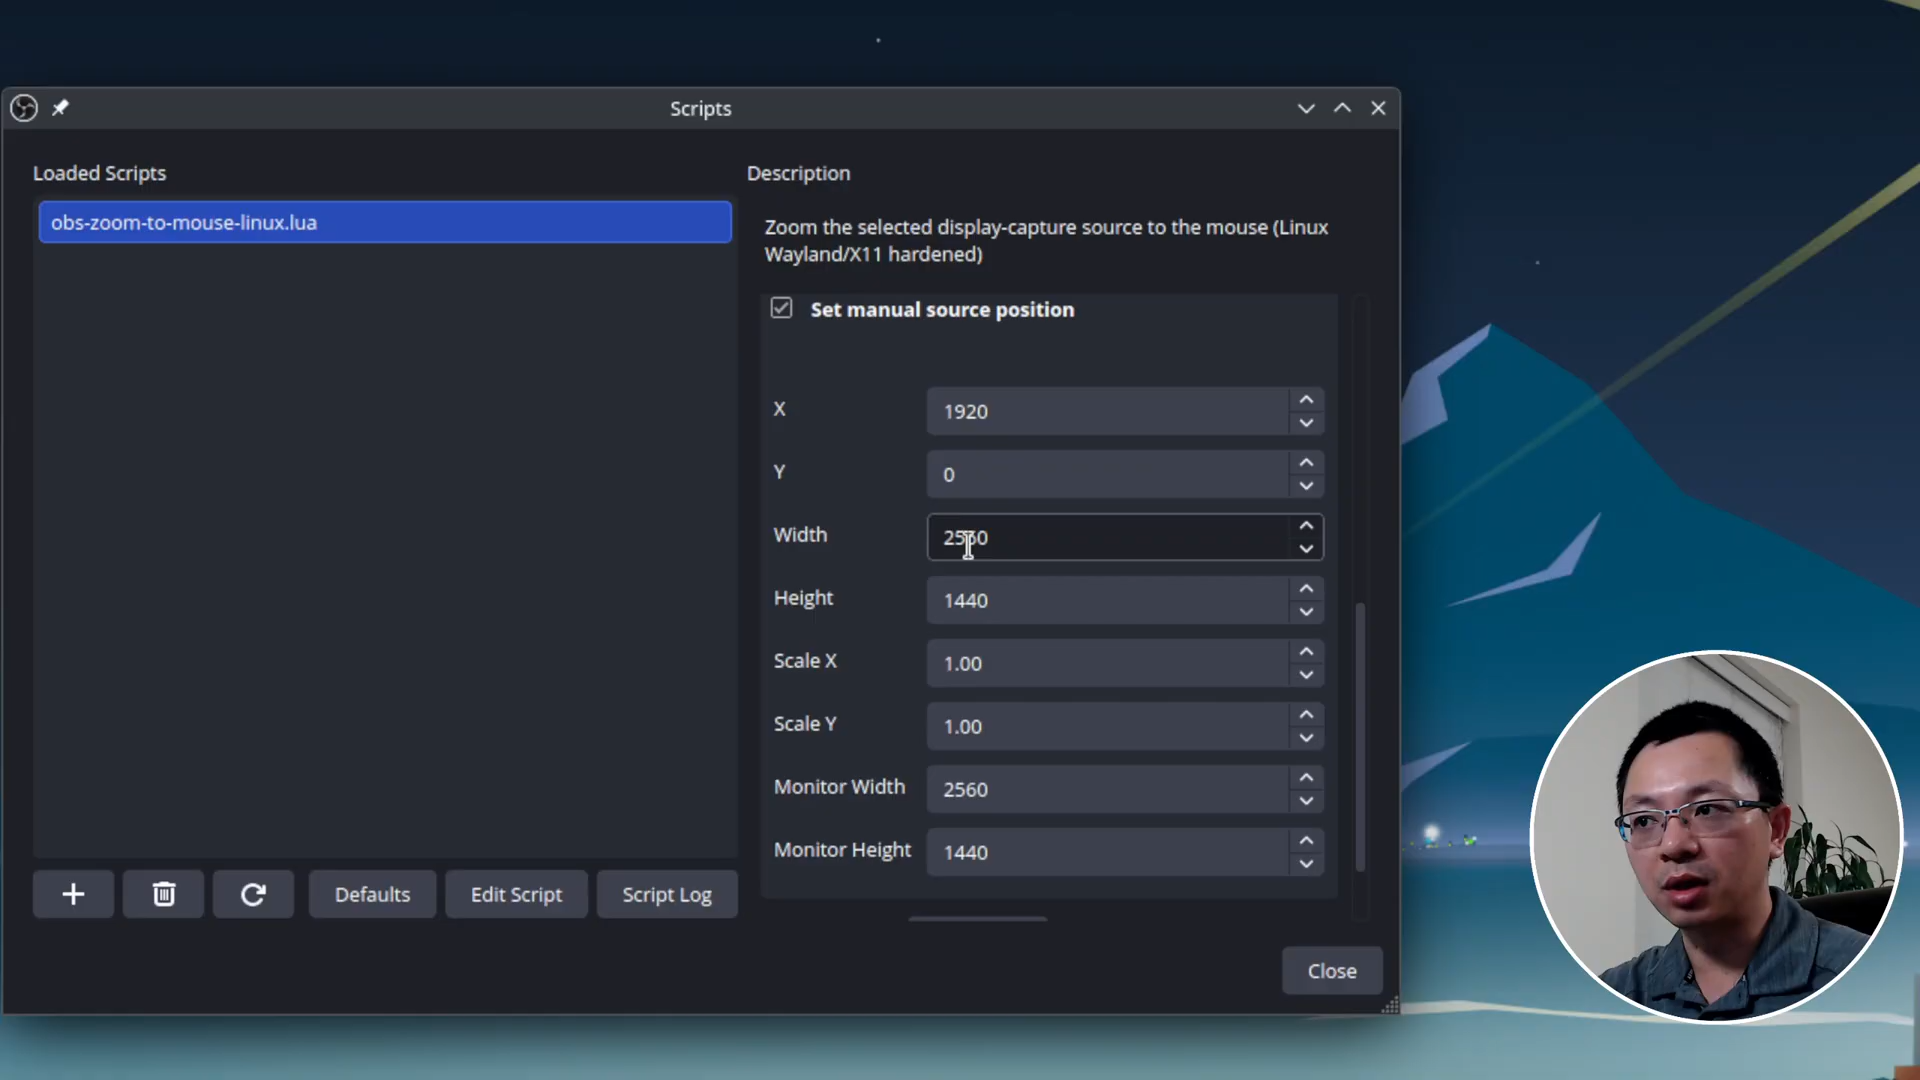 Scripts
Loaded Scripts
obs-zoom-to-mouse-linux.lua
Defaults
Edit Script
Script Log
Description
Zoom the selected display-capture source to the mouse (Linux
Wayland/X11 hardened)
Set manual source position
X 1920
Y 0
Width 2560
Height 1440
Scale X 1.00
Scale Y 1.00
Monitor Width 2560
Monitor Height 1440
Close